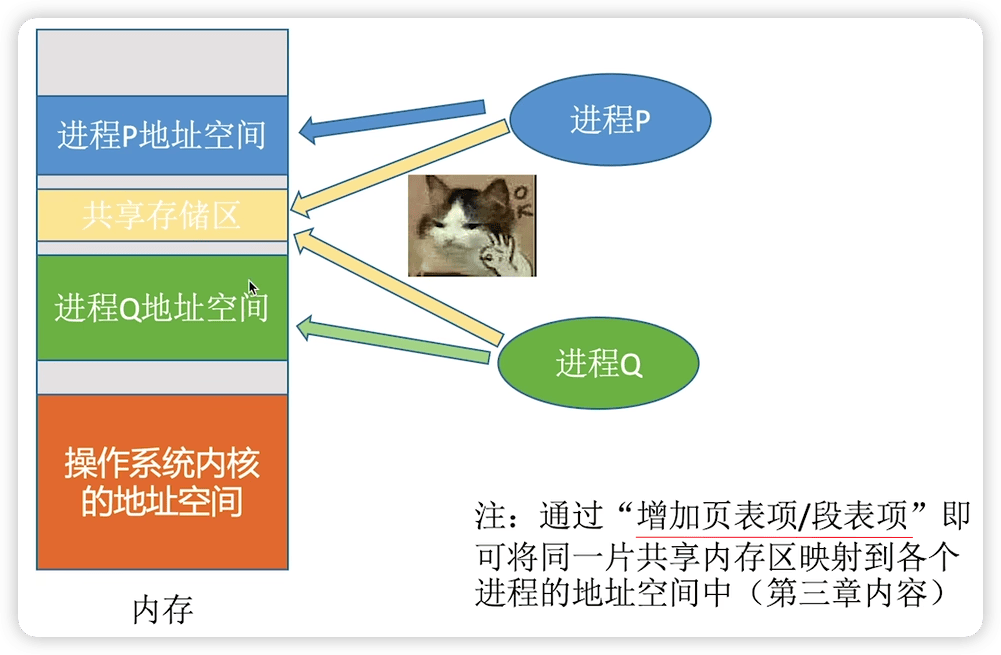 进程P地址空间
共享存储区
进程Q地址空间
操作系统内核
的地址空间
内存
进程P
OK
进程Q
注：通过“增加页表项/段表项”即
可将同一片共享内存区映射到各个
进程的地址空间中（第三章内容）